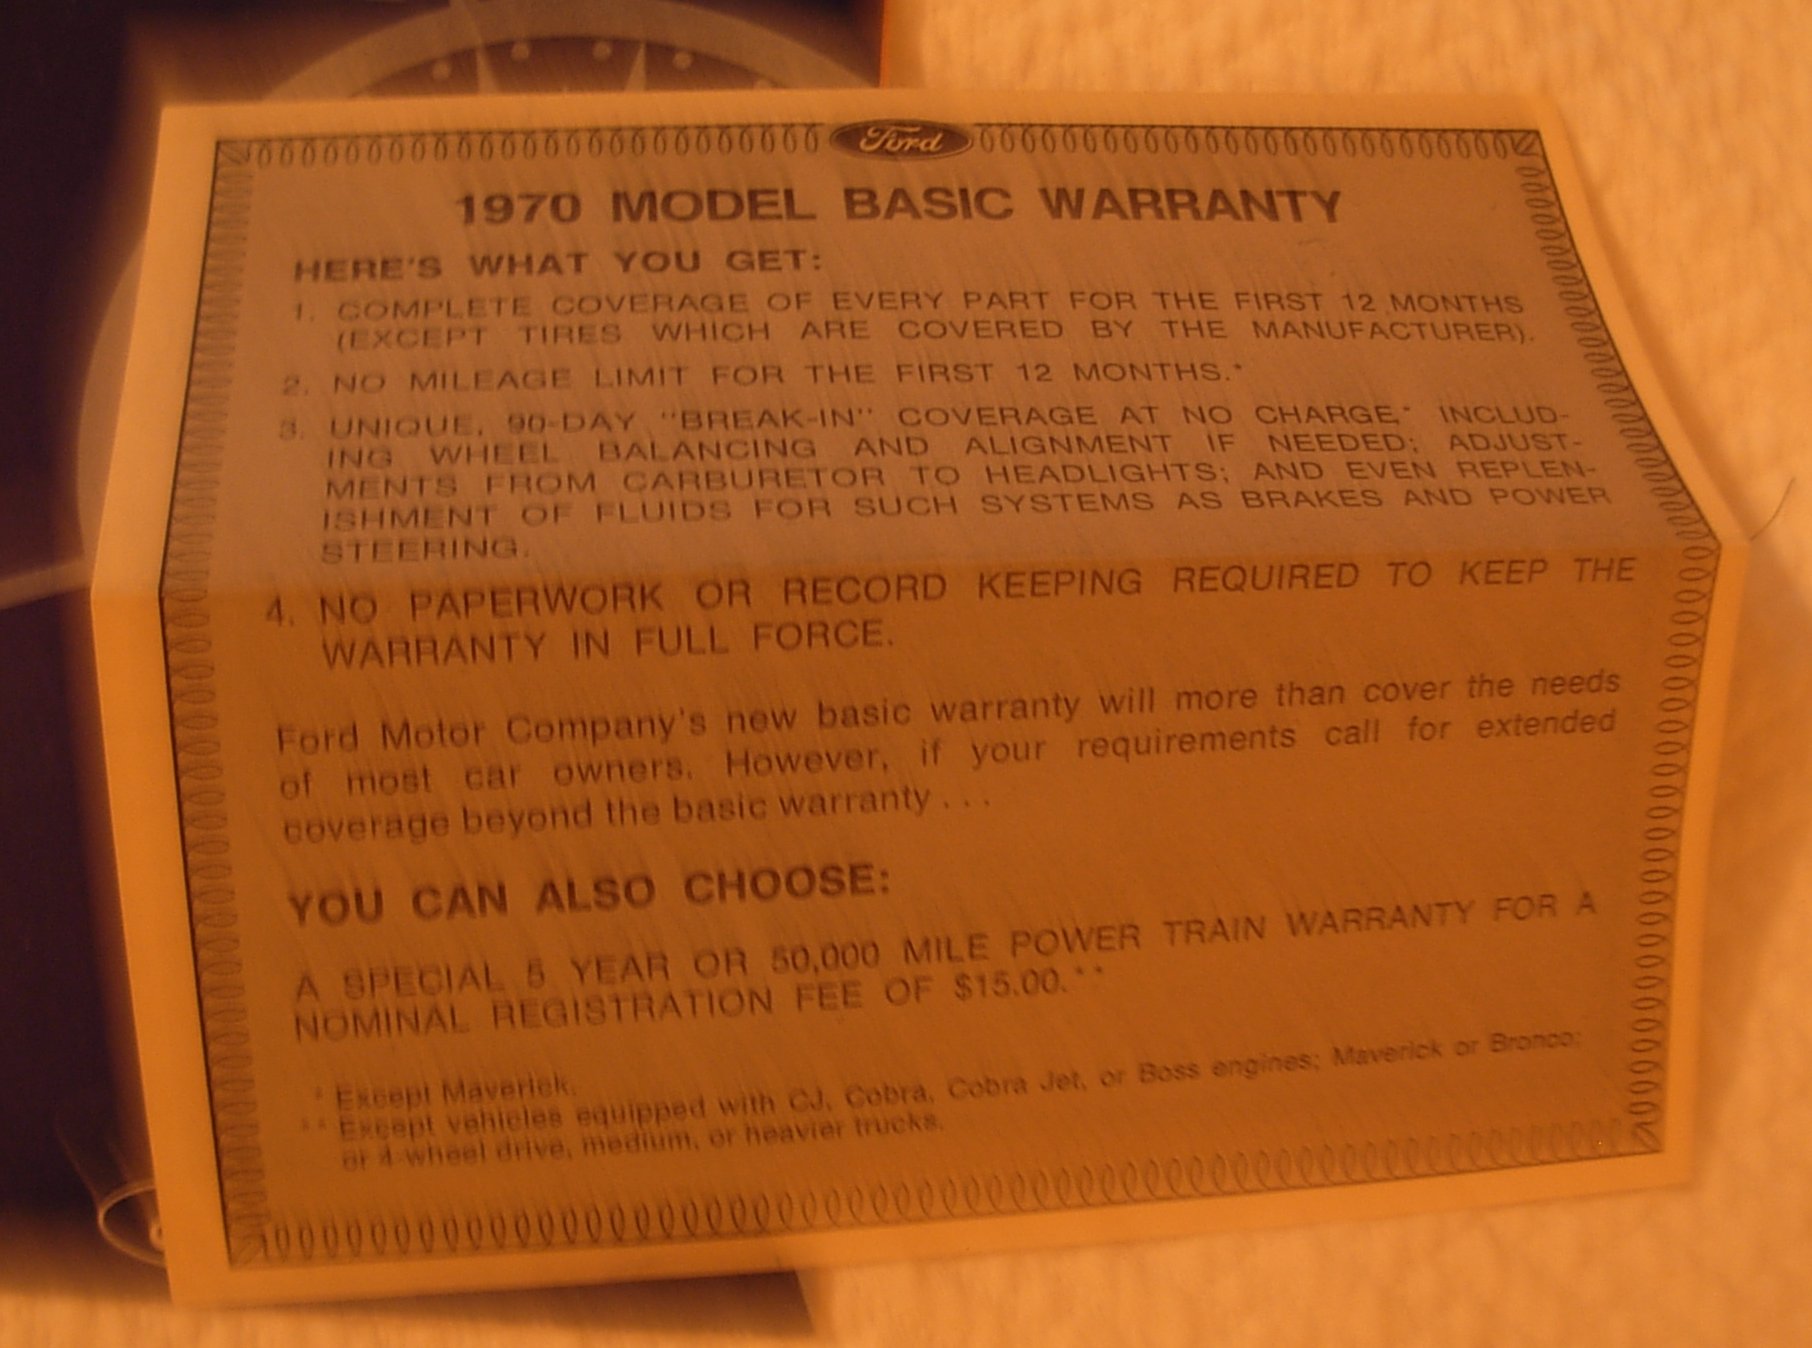 Ford
1970 MODEL BASIC WARRANTY
HERE'S WHAT YOU GET:
1. COMPLETE COVERAGE OF EVERY PART FOR THE FIRST 12 MONTHS
(EXCEPT TIRES WHICH ARE COVERED BY THE MANUFACTURER).
2. NO MILEAGE LIMIT FOR THE FIRST 12 MONTHS.*
3. UNIQUE, 90-DAY "BREAK-IN" COVERAGE AT NO CHARGE* INCLUD-
ING WHEEL BALANCING AND ALIGNMENT IF NEEDED; ADJUST-
MENTS FROM CARBURETOR TO HEADLIGHTS; AND EVEN REPLEN-
ISHMENT OF FLUIDS FOR SUCH SYSTEMS AS BRAKES AND POWER
STEERING.
4. NO PAPERWORK OR RECORD KEEPING REQUIRED TO KEEP THE
WARRANTY IN FULL FORCE.
Ford Motor Company's new basic warranty will more than cover the needs
of most car owners. However, if your requirements call for extended
coverage beyond the basic warranty . . .
YOU CAN ALSO CHOOSE:
A SPECIAL 5 YEAR OR 50,000 MILE POWER TRAIN WARRANTY FOR A
NOMINAL REGISTRATION FEE OF $15.00.**
* Except Maverick.
** Except vehicles equipped with CJ, Cobra, Cobra Jet, or Boss engines; Maverick or Bronco;
or 4-wheel drive, medium, or heavier trucks.